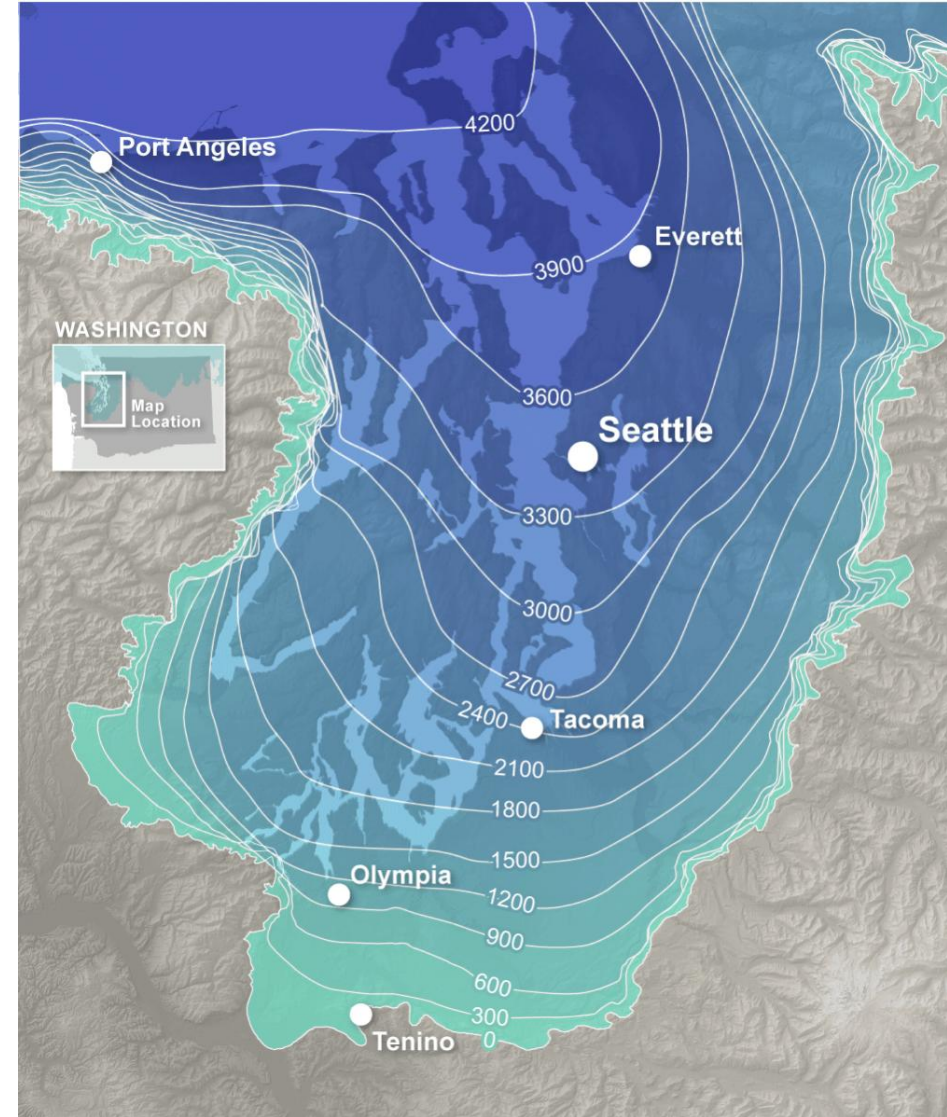 4200
Port Angeles
Everett
3900
WASHINGTON
Map
Location
3600
Seattle
3300
3000
2700
2400
Tacoma
2100
1800
1500
Olympia
1200
900
600
300
0
Tenino